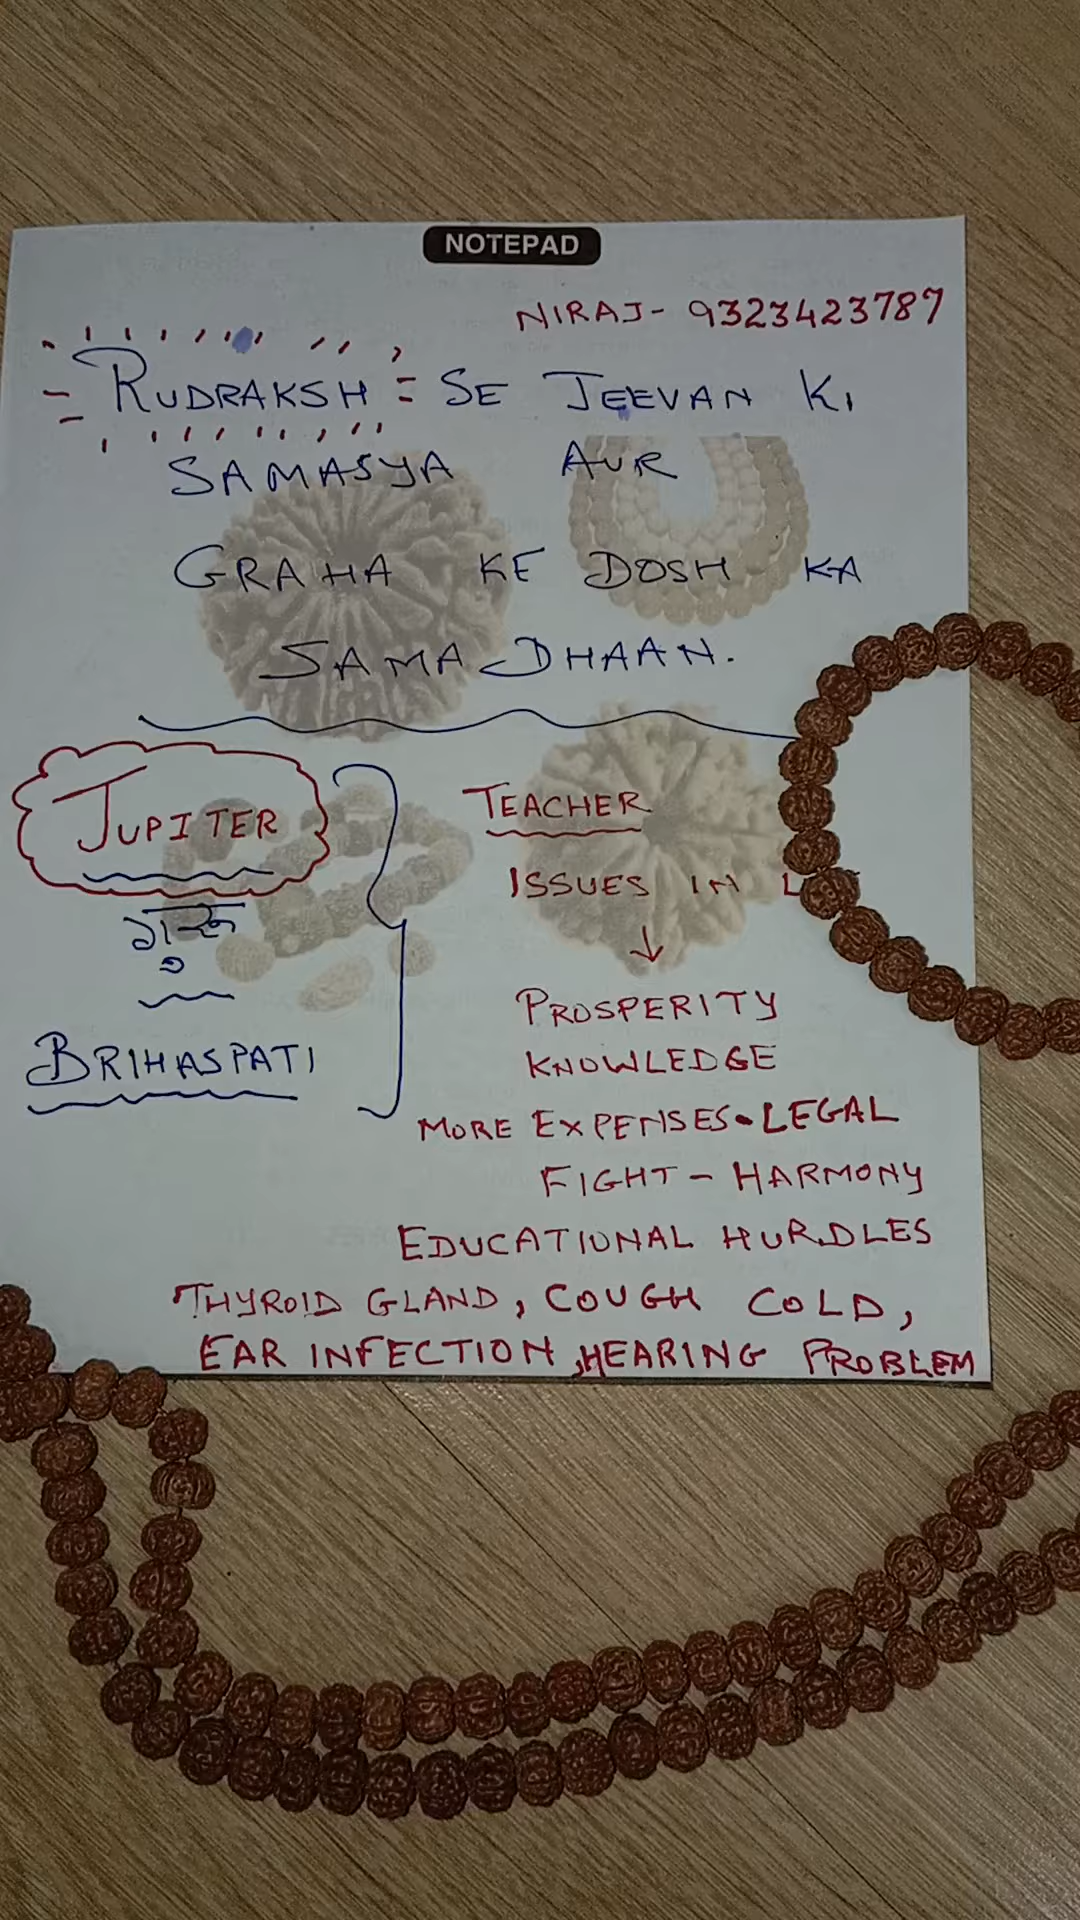 NOTEPAD
NIRAJ- 9323423787
RUDRAKSH SE JEEVAN KI
SAMASYA AUR
GRAHA KE DOSH KA
SAMADHAAN.
JUPITER
गुरू
BRIHASPATI
TEACHER
ISSUES IN
PROSPERITY
KNOWLEDGE
MORE EXPENSES-LEGAL
FIGHT - HARMONY
EDUCATIONAL HURDLES
THYROID GLAND, COUGH COLD,
EAR INFECTION, HEARING PROBLEM